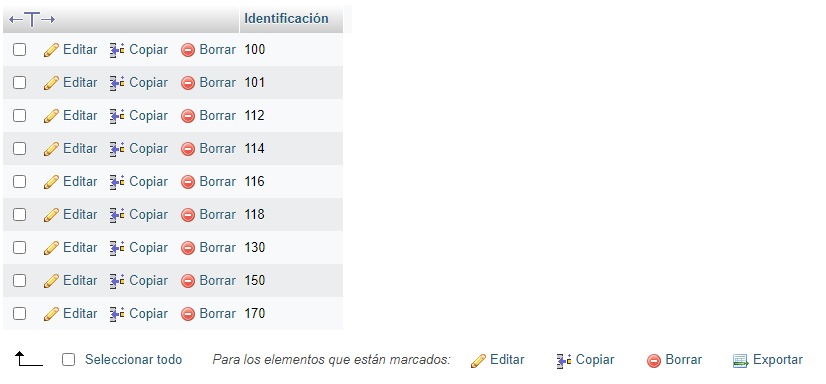 Identificación
Editar Copiar Borrar 100
Editar Copiar Borrar 101
Editar Copiar Borrar 112
Editar Copiar Borrar 114
Editar Copiar Borrar 116
Editar Copiar Borrar 118
Editar Copiar Borrar 130
Editar Copiar Borrar 150
Editar Copiar Borrar 170
Seleccionar todo Para los elementos que están marcados: Editar Copiar Borrar Exportar